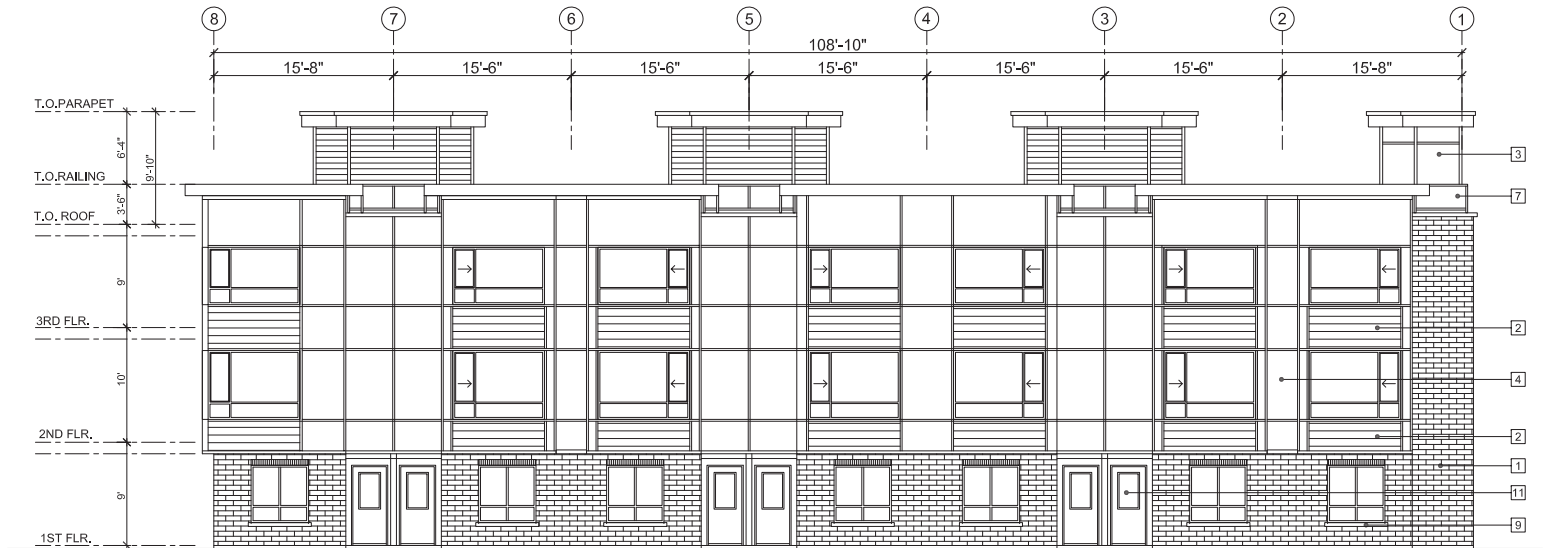 8 7 6 5 4 3 2 1
108'-10"
15'-8" 15'-6" 15'-6" 15'-6" 15'-6" 15'-6" 15'-8"
T.O.PARAPET
6'-4"
9'-10"
3
T.O.RAILING
7
3'-6"
T.O. ROOF
9'
3RD FLR.
2
10'
4
2ND FLR.
2
1
9'
11
9
1ST FLR.